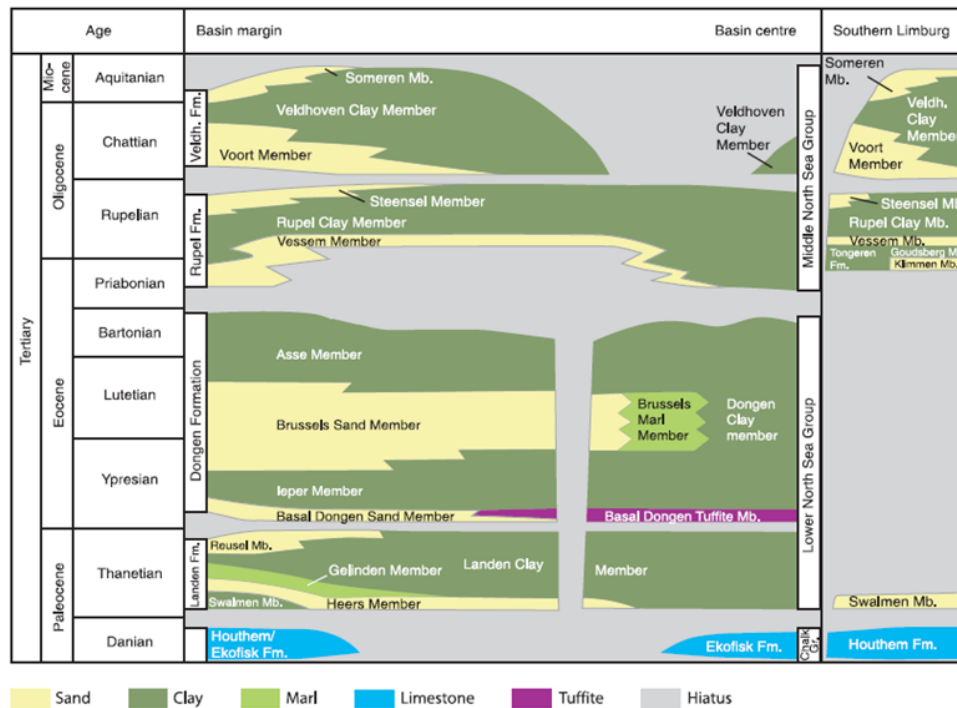 Age
Basin margin
Basin centre
Southern Limburg
Tertiary
Mio-
cene
Oligocene
Eocene
Paleocene
Aquitanian
Chattian
Rupelian
Priabonian
Bartonian
Lutetian
Ypresian
Thanetian
Danian
Veldh. Fm.
Rupel Fm.
Dongen Formation
Landen Fm.
Someren Mb.
Veldhoven Clay Member
Voort Member
Veldhoven
Clay
Member
Steensel Member
Rupel Clay Member
Vessem Member
Asse Member
Brussels Sand Member
Brussels
Marl
Member
Dongen
Clay
member
Ieper Member
Basal Dongen Sand Member
Basal Dongen Tuffite Mb.
Reusel Mb.
Gelinden Member
Landen Clay
Member
Swalmen Mb.
Heers Member
Houthem/
Ekofisk Fm.
Ekofisk Fm.
Middle North Sea Group
Lower North Sea Group
Chalk
Gr.
Someren
Mb.
Veldh.
Clay
Member
Voort
Member
Steensel Mb
Rupel Clay Mb.
Vessem Mb.
Tongeren
Fm.
Goudsberg M
Klimmen Mb.
Swalmen Mb.
Houthem Fm.
Sand
Clay
Marl
Limestone
Tuffite
Hiatus